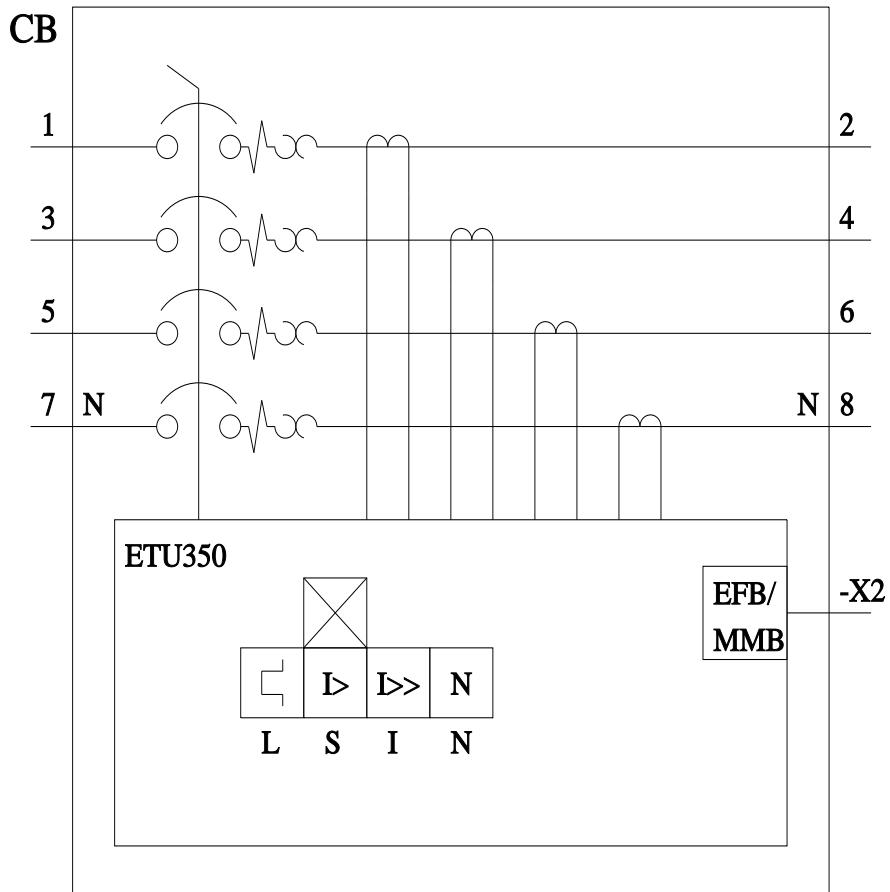 CB
1
2
3
4
5
6
7 N
N 8
ETU350
EFB/
MMB
-X2
I> I>> N
L S I N